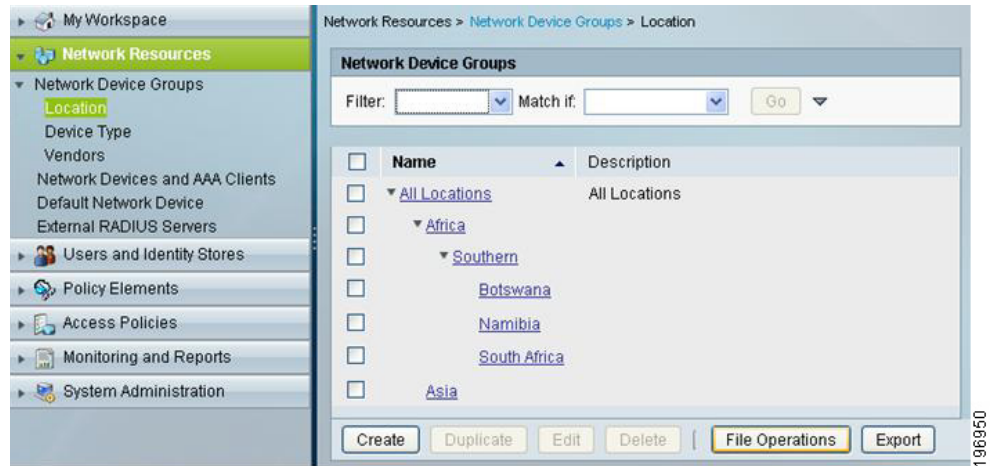 My Workspace
Network Resources
Network Device Groups
Location
Device Type
Vendors
Network Devices and AAA Clients
Default Network Device
External RADIUS Servers
Users and Identity Stores
Policy Elements
Access Policies
Monitoring and Reports
System Administration
Network Resources > Network Device Groups > Location
Network Device Groups
Filter: Match if: Go
Name Description
All Locations All Locations
Africa
Southern
Botswana
Namibia
South Africa
Asia
Create Duplicate Edit Delete | File Operations Export
196950